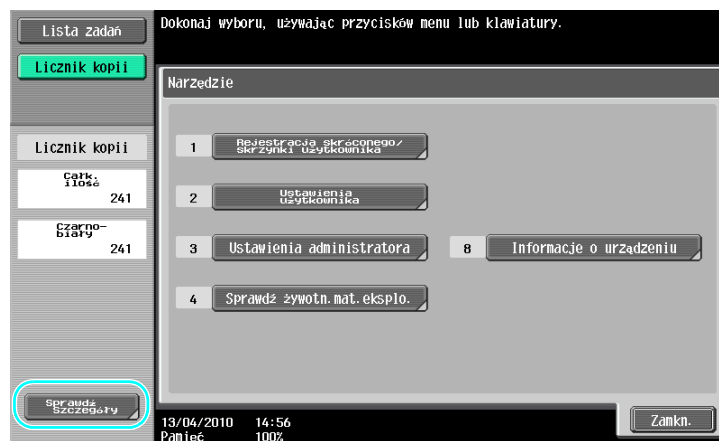 Lista zadań
Dokonaj wyboru, używając przycisków menu lub klawiatury.
Licznik kopii
Narzędzie
Licznik kopii
Całk.
ilość
241
Czarno-
biały
241
1 Rejestracja skróconego/
skrzynki użytkownika
2 Ustawienia
użytkownika
3 Ustawienia administratora
8 Informacje o urządzeniu
4 Sprawdź żywotn.mat.eksplo.
Sprawdź
Szczegóły
13/04/2010 14:56
Pamięć 100%
Zamkn.